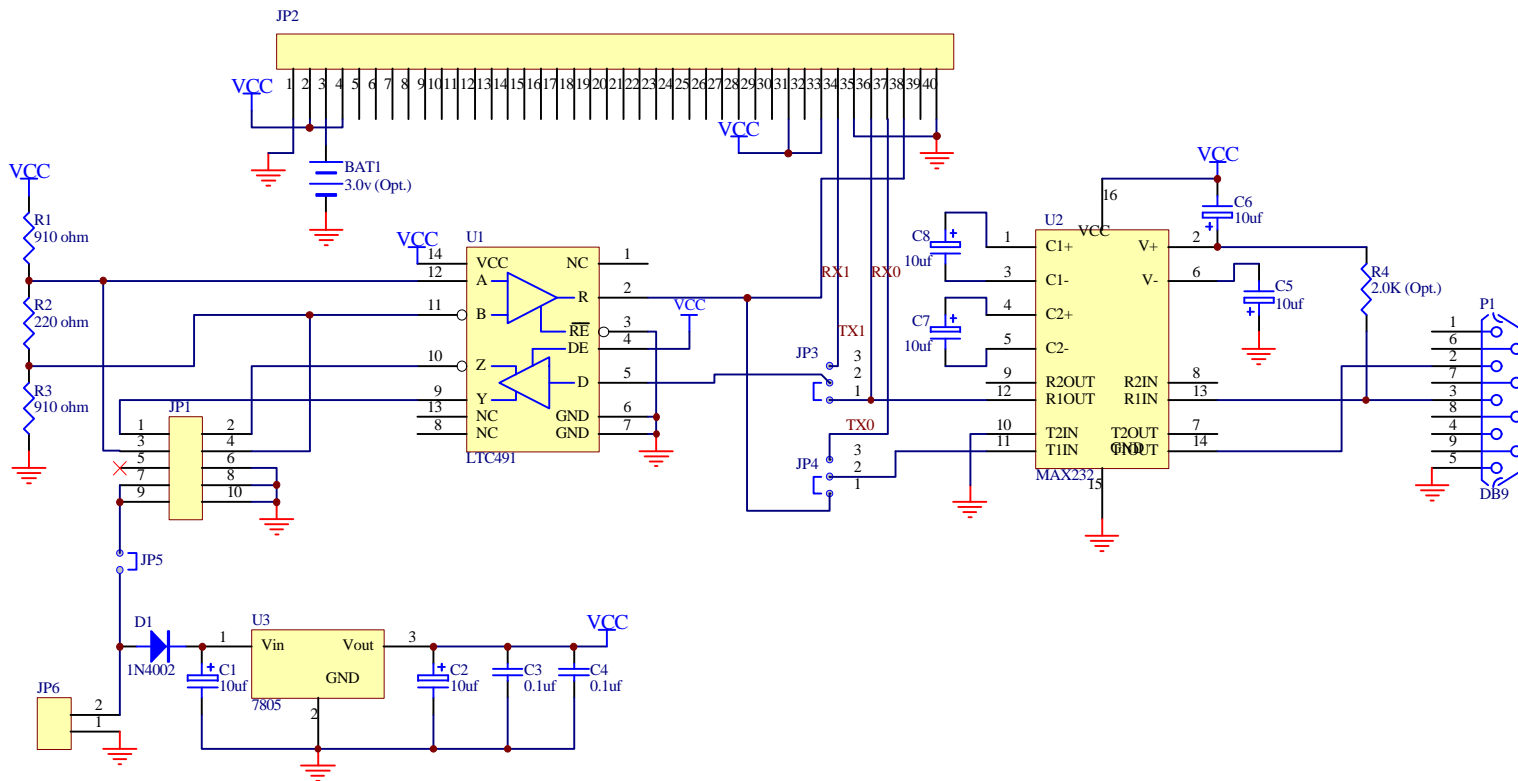 JP2
1 2 3 4 5 6 7 8 9 10 11 12 13 14 15 16 17 18 19 20 21 22 23 24 25 26 27 28 29 30 31 32 33 34 35 36 37 38 39 40
VCC
VCC
BAT1
3.0v (Opt.)
VCC
R1
910 ohm
R2
220 ohm
R3
910 ohm
U1
VCC
14 VCC NC 1
12 A R 2
11 B RE 3
DE 4
VCC
10 Z D 5
9 Y
13 NC GND 6
8 NC GND 7
LTC491
JP1
1 2
3 4
5 6
7 8
9 10
JP5
RX1
RX0
TX1
JP3
3
2
1
TX0
JP4
3
2
1
VCC
C6
10uf
16
U2
VCC
C8
10uf
C7
10uf
1 C1+ V+ 2
3 C1- V- 6
4 C2+
5 C2-
9 R2OUT R2IN 8
12 R1OUT R1IN 13
10 T2IN T2OUT 7
11 T1IN T1OUT 14
GND
MAX232
15
C5
10uf
R4
2.0K (Opt.)
P1
1
6
2
7
3
8
4
9
5
DB9
D1
1N4002
U3
1 Vin Vout 3
GND
7805
2
C1
10uf
C2
10uf
C3
0.1uf
C4
0.1uf
VCC
JP6
2
1